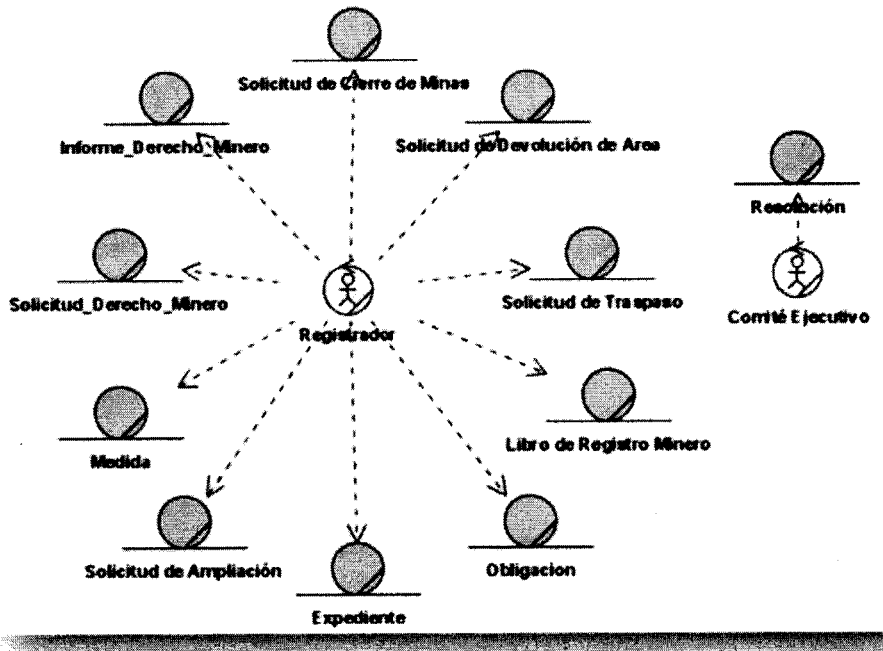 Solicitud de Cierre de Minas
Informe_Derecho_Minero
Solicitud de Devolución de Area
Resolución
Solicitud_Derecho_Minero
Solicitud de Traspaso
Comité Ejecutivo
Registrador
Libro de Registro Minero
Medida
Solicitud de Ampliación
Obligacion
Expediente